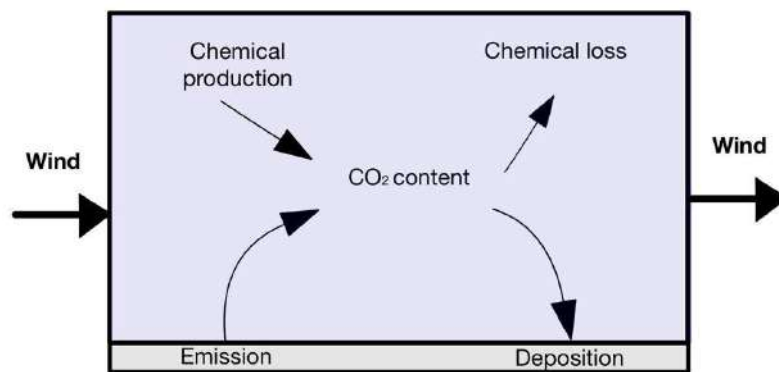 Chemical
production
Chemical loss
Wind
Wind
CO₂ content
Emission
Deposition